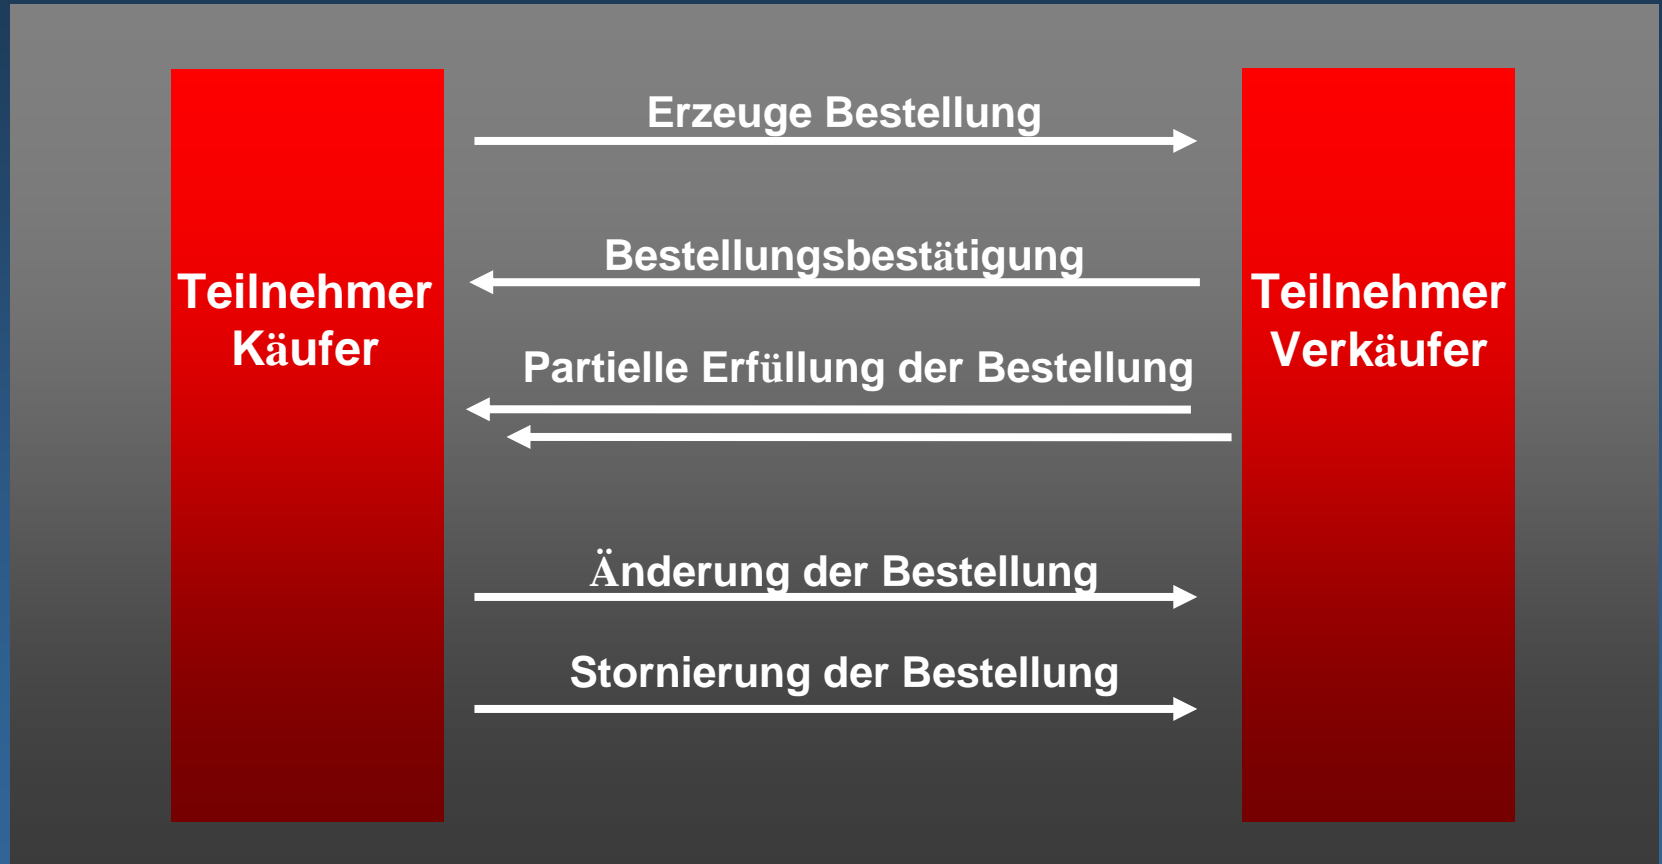 Erzeuge Bestellung
Bestellungsbestätigung
Teilnehmer
Käufer
Teilnehmer
Verkäufer
Partielle Erfüllung der Bestellung
Änderung der Bestellung
Stornierung der Bestellung